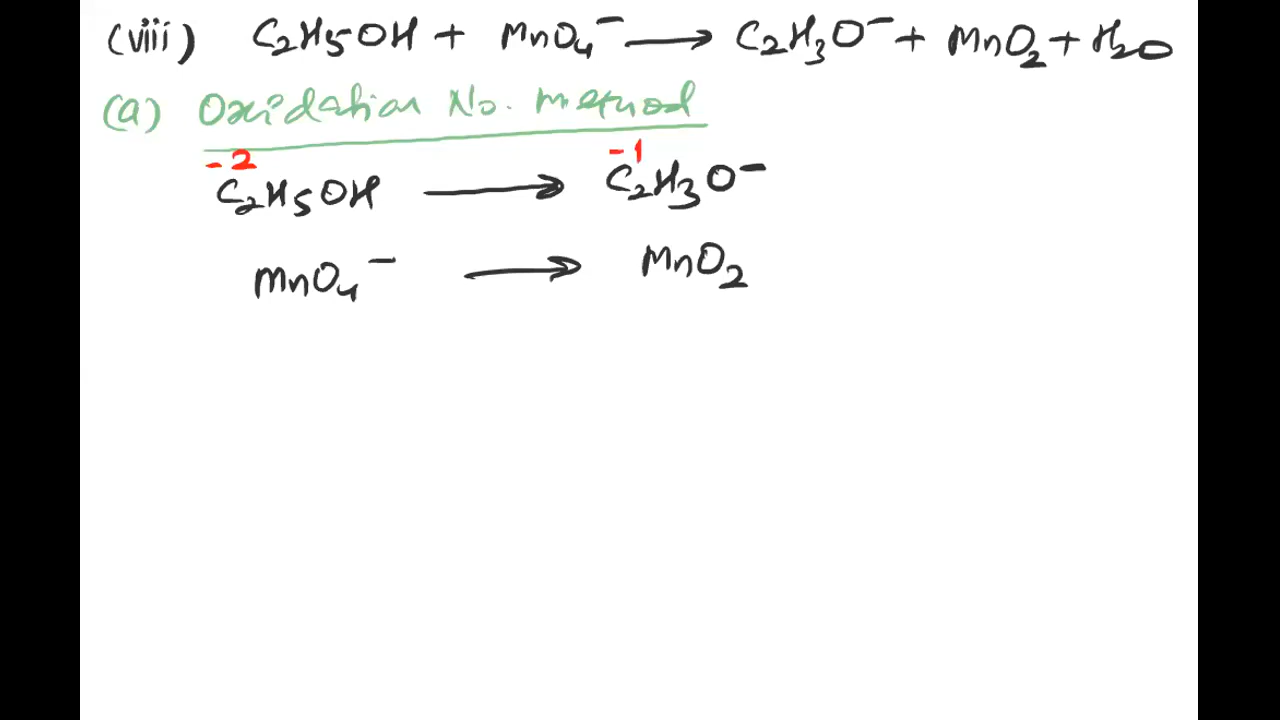 (viii) C₂H₅OH + MnO₄⁻ ⟶ C₂H₃O⁻ + MnO₂ + H₂O
(a) Oxidation No. method
-2 -1
C₂H₅OH ⟶ C₂H₃O⁻
MnO₄⁻ ⟶ MnO₂